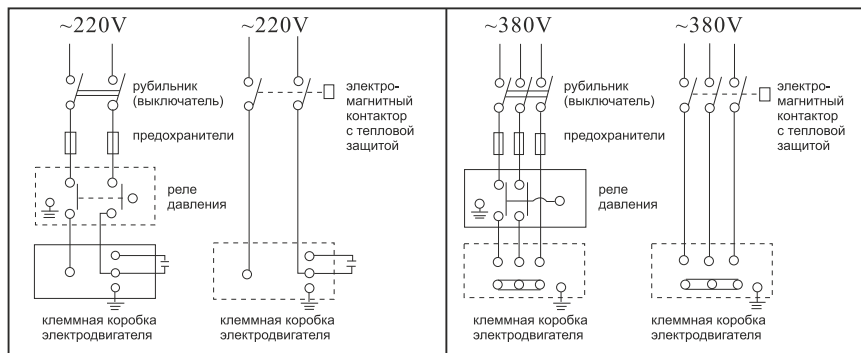 ~220V
~220V
рубильник
(выключатель)
предохранители
реле
давления
электро-
магнитный
контактор
с тепловой
защитой
клеммная коробка
электродвигателя
клеммная коробка
электродвигателя
~380V
~380V
рубильник
(выключатель)
предохранители
реле
давления
электро-
магнитный
контактор
с тепловой
защитой
клеммная коробка
электродвигателя
клеммная коробка
электродвигателя